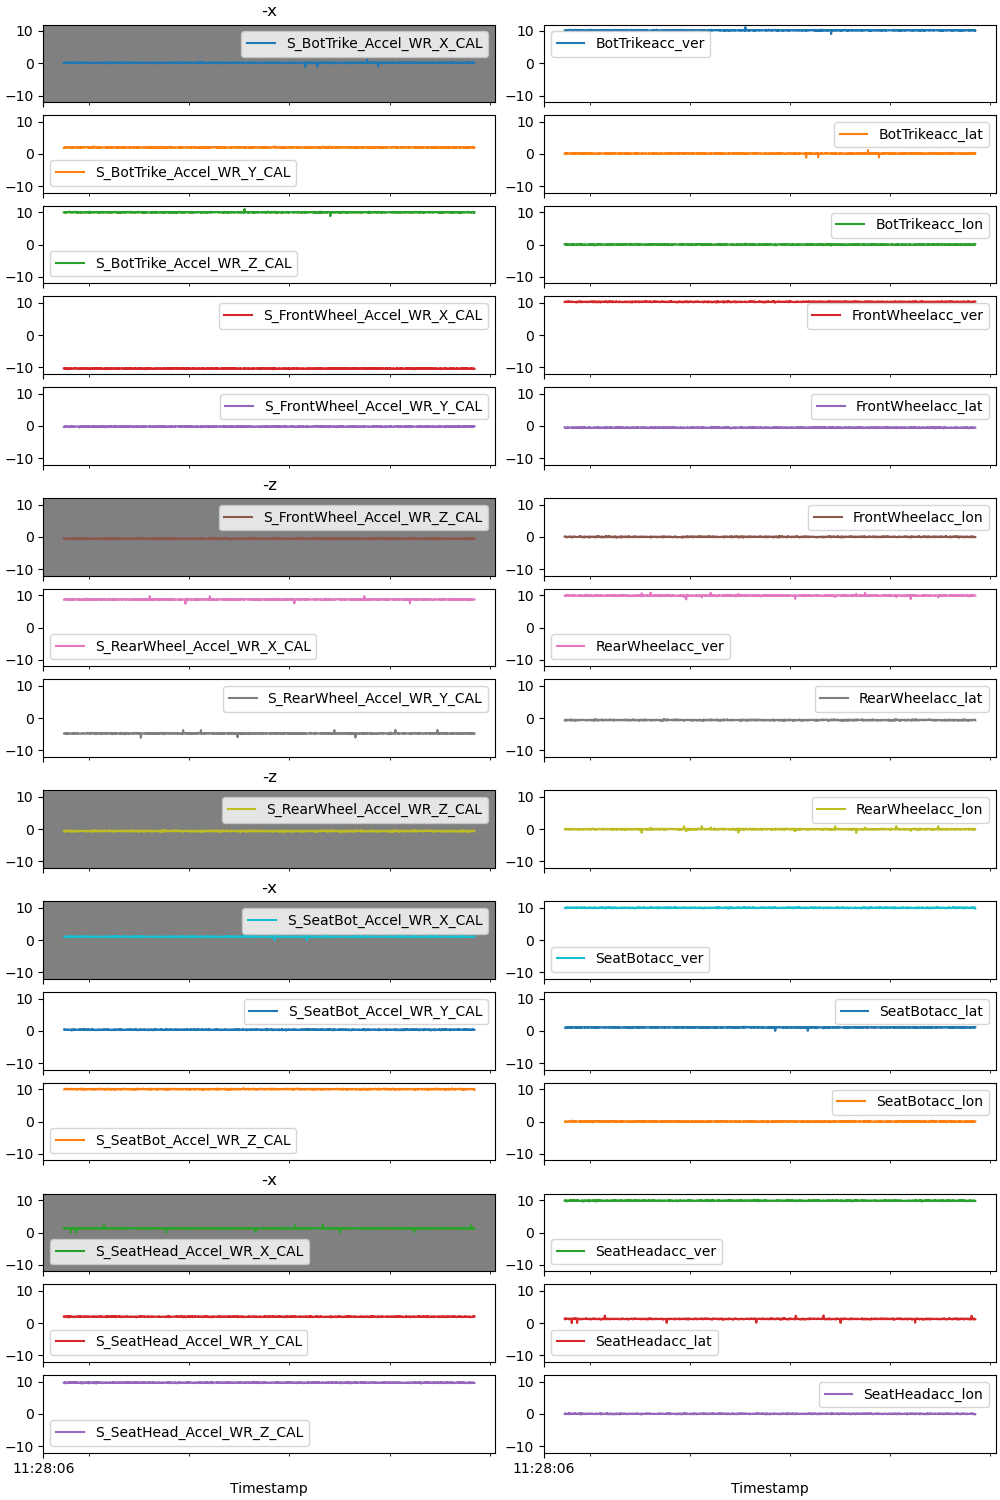 -x
10
0
−10
S_BotTrike_Accel_WR_X_CAL
BotTrikeacc_ver
10
0
−10
S_BotTrike_Accel_WR_Y_CAL
10
0
−10
BotTrikeacc_lat
10
0
−10
S_BotTrike_Accel_WR_Z_CAL
10
0
−10
BotTrikeacc_lon
10
0
−10
S_FrontWheel_Accel_WR_X_CAL
10
0
−10
FrontWheelacc_ver
10
0
−10
S_FrontWheel_Accel_WR_Y_CAL
10
0
−10
FrontWheelacc_lat
10
0
−10
-z
10
0
−10
S_FrontWheel_Accel_WR_Z_CAL
10
0
−10
FrontWheelacc_lon
10
0
−10
S_RearWheel_Accel_WR_X_CAL
10
0
−10
RearWheelacc_ver
10
0
−10
S_RearWheel_Accel_WR_Y_CAL
10
0
−10
RearWheelacc_lat
-z
10
0
−10
S_RearWheel_Accel_WR_Z_CAL
10
0
−10
RearWheelacc_lon
-x
10
0
−10
S_SeatBot_Accel_WR_X_CAL
10
0
−10
SeatBotacc_ver
10
0
−10
S_SeatBot_Accel_WR_Y_CAL
10
0
−10
SeatBotacc_lat
10
0
−10
S_SeatBot_Accel_WR_Z_CAL
10
0
−10
SeatBotacc_lon
-x
10
0
−10
S_SeatHead_Accel_WR_X_CAL
10
0
−10
SeatHeadacc_ver
10
0
−10
S_SeatHead_Accel_WR_Y_CAL
10
0
−10
SeatHeadacc_lat
10
0
−10
S_SeatHead_Accel_WR_Z_CAL
10
0
−10
SeatHeadacc_lon
11:28:06
Timestamp
11:28:06
Timestamp